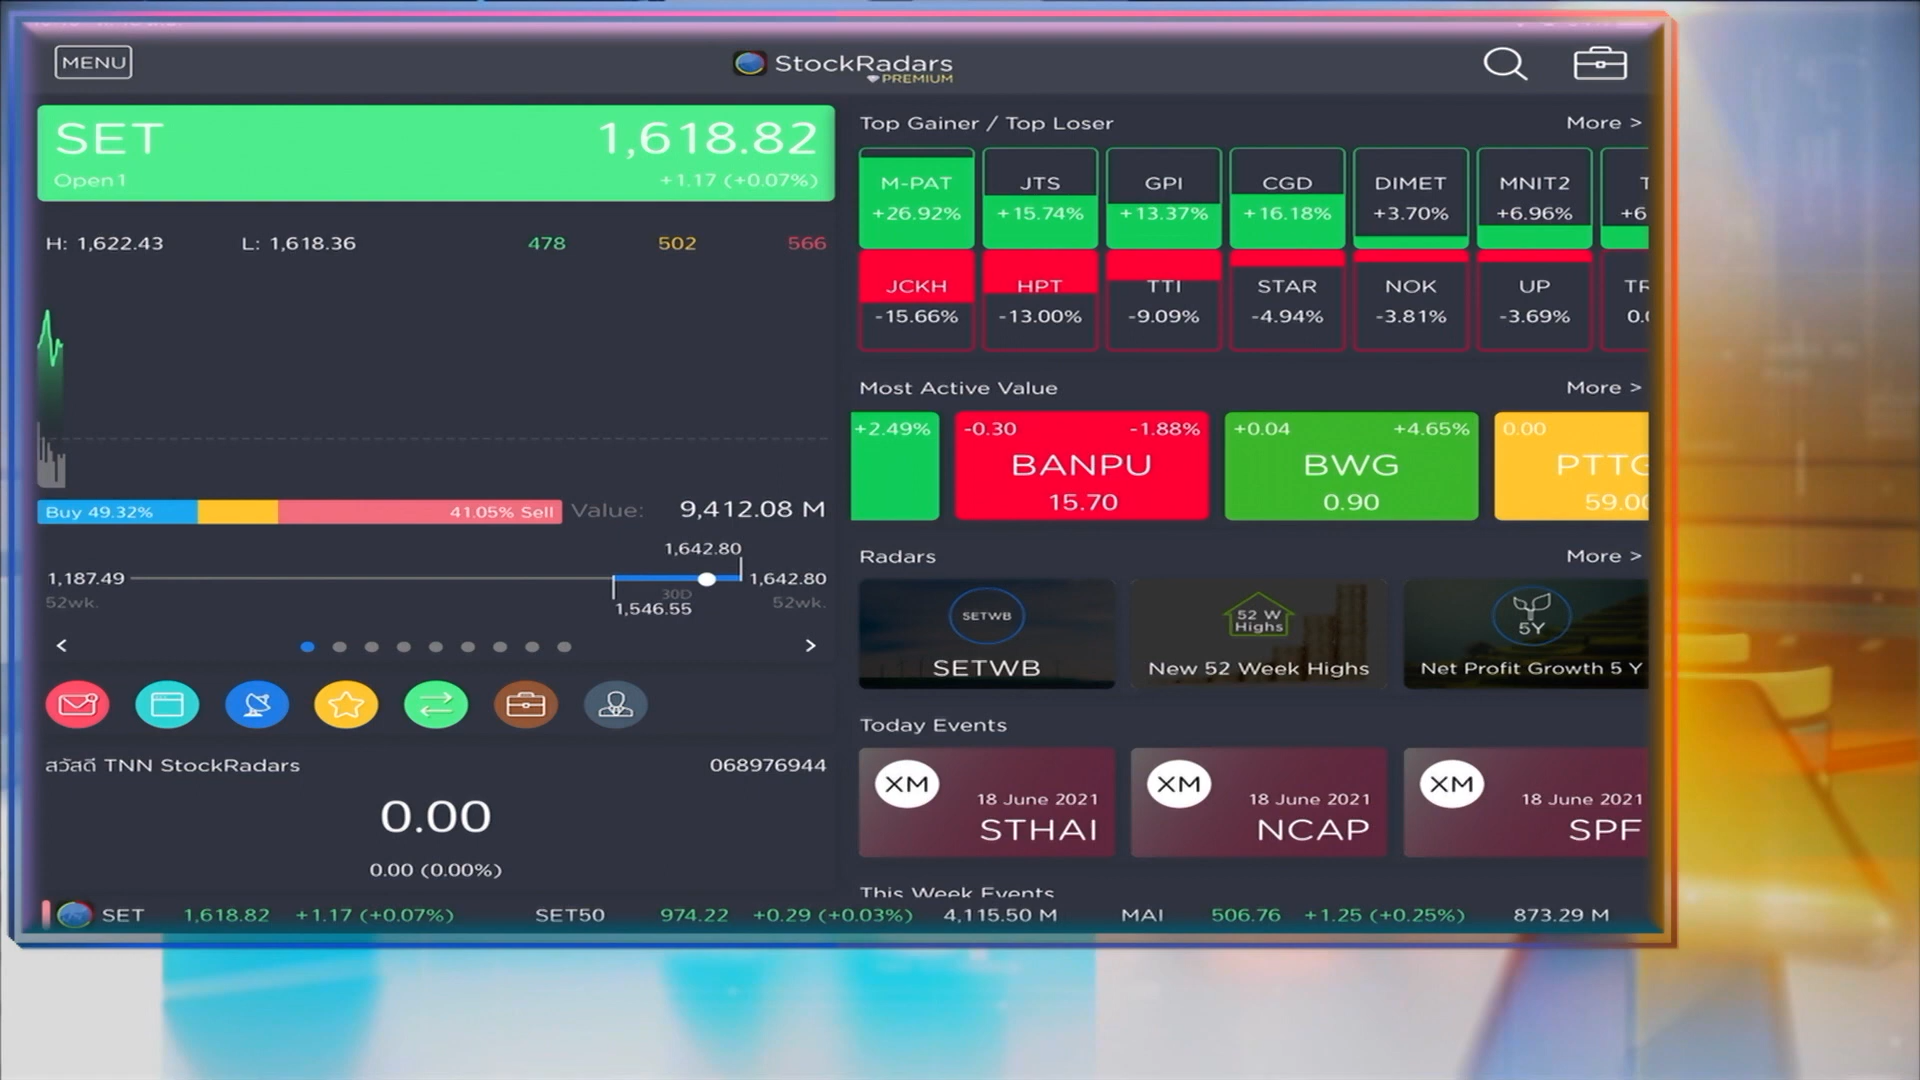 MENU
StockRadars
PREMIUM
SET
1,618.82
Open1
+1.17 (+0.07%)
H: 1,622.43
L: 1,618.36
478
502
566
Buy 49.32%
41.05% Sell
Value:
9,412.08 M
1,642.80
1,187.49
1,642.80
52wk.
30D
52wk.
1,546.55
<
>
สวัสดี TNN StockRadars
068976944
0.00
0.00 (0.00%)
Top Gainer / Top Loser
More >
M-PAT
JTS
GPI
CGD
DIMET
MNIT2
+26.92%
+15.74%
+13.37%
+16.18%
+3.70%
+6.96%
+6
JCKH
HPT
TTI
STAR
NOK
UP
TR
-15.66%
-13.00%
-9.09%
-4.94%
-3.81%
-3.69%
Most Active Value
More >
+2.49%
-0.30
-1.88%
BANPU
15.70
+0.04
+4.65%
BWG
0.90
0.00
PTTG
59.00
Radars
More >
SETWB
SETWB
52 W
Highs
New 52 Week Highs
5Y
Net Profit Growth 5 Y
Today Events
XM
18 June 2021
STHAI
XM
18 June 2021
NCAP
XM
18 June 2021
SPF
This Week Events
SET 1,618.82 +1.17 (+0.07%) SET50 974.22 +0.29 (+0.03%) 4,115.50 M MAI 506.76 +1.25 (+0.25%) 873.29 M